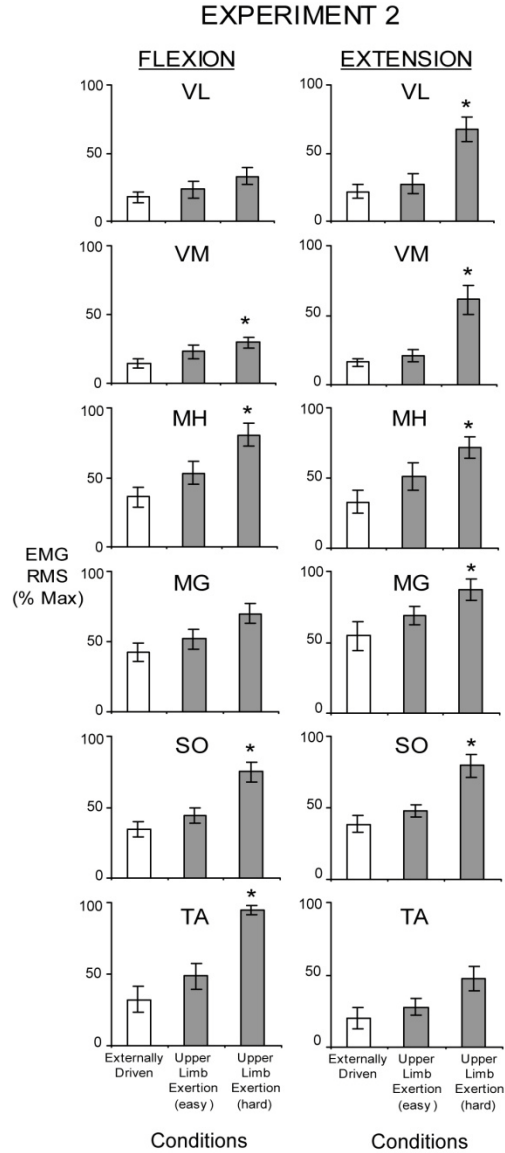 EXPERIMENT 2
FLEXION
EXTENSION
VL
VL
100
50
0
*
100
50
0
VM
VM
100
50
0
*
*
100
50
0
MH
MH
100
50
0
*
*
100
50
0
EMG
RMS
(% Max)
MG
MG
100
50
0
*
100
50
0
SO
SO
100
50
0
*
*
100
50
0
TA
TA
100
50
0
*
100
50
0
Externally
Driven
Upper
Limb
Exertion
(easy )
Upper
Limb
Exertion
(hard)
Externally
Driven
Upper
Limb
Exertion
(easy )
Upper
Limb
Exertion
(hard)
Conditions
Conditions